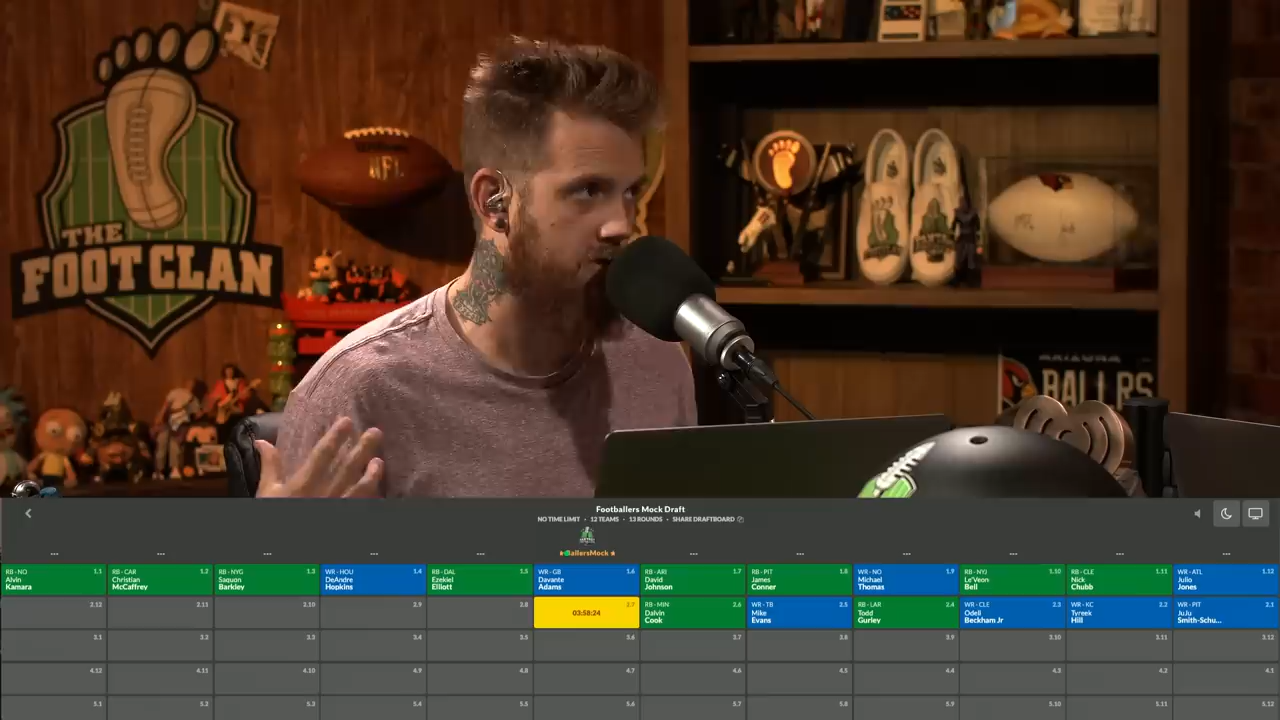 THE
FOOT CLAN
Wilson
NFL
ARIZONA
BALLRS
Footballers Mock Draft
NO TIME LIMIT · 12 TEAMS · 13 ROUNDS · SHARE DRAFTBOARD
BallersMock
--- --- --- --- --- --- --- --- --- --- ---
RB - NO 1.1 RB - CAR 1.2 RB - NYG 1.3 WR - HOU 1.4 RB - DAL 1.5 WR - GB 1.6 RB - ARI 1.7 RB - PIT 1.8 WR - NO 1.9 RB - NYJ 1.10 RB - CLE 1.11 WR - ATL 1.12
Alvin Christian Saquon DeAndre Ezekiel Davante David James Michael Le'Veon Nick Julio
Kamara McCaffrey Barkley Hopkins Elliott Adams Johnson Conner Thomas Bell Chubb Jones
2.12 2.11 2.10 2.9 2.8 2.7 RB - MIN 2.6 WR - TB 2.5 RB - LAR 2.4 WR - CLE 2.3 WR - KC 2.2 WR - PIT 2.1
03:58:24 Dalvin Mike Todd Odell Tyreek JuJu
Cook Evans Gurley Beckham Jr Hill Smith-Schu...
3.1 3.2 3.3 3.4 3.5 3.6 3.7 3.8 3.9 3.10 3.11 3.12
4.12 4.11 4.10 4.9 4.8 4.7 4.6 4.5 4.4 4.3 4.2 4.1
5.1 5.2 5.3 5.4 5.5 5.6 5.7 5.8 5.9 5.10 5.11 5.12